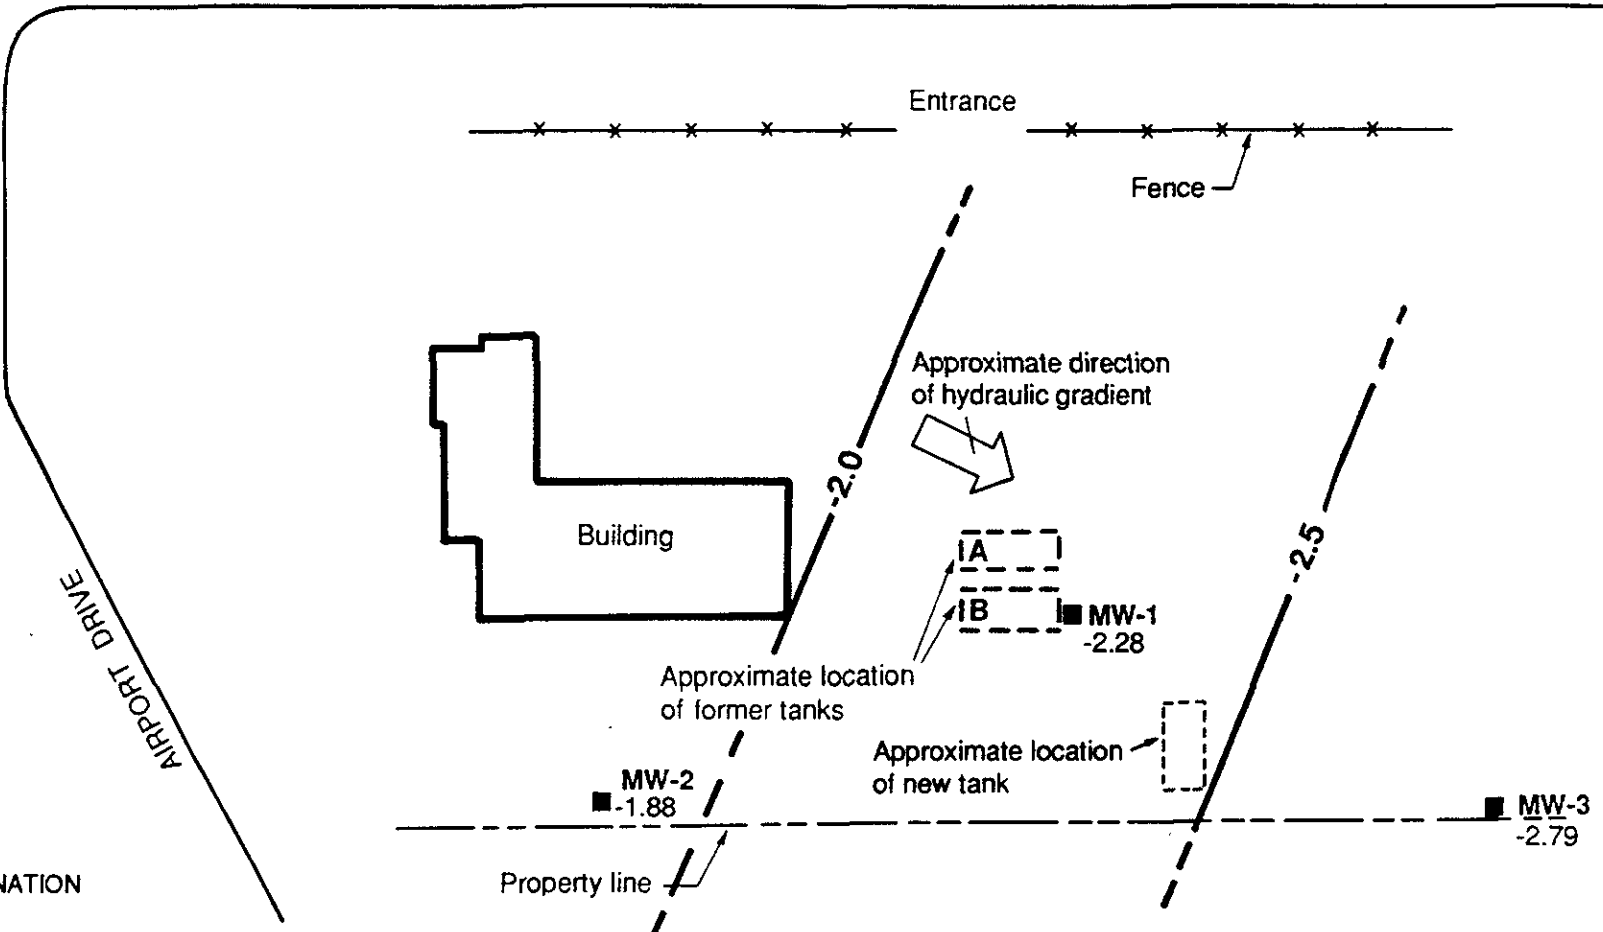 Entrance
Fence
Approximate direction
of hydraulic gradient
-2.0
Building
-2.5
A
B
MW-1
-2.28
AIRPORT DRIVE
Approximate location
of former tanks
Approximate location
of new tank
MW-2
-1.88
MW-3
-2.79
Property line
NATION